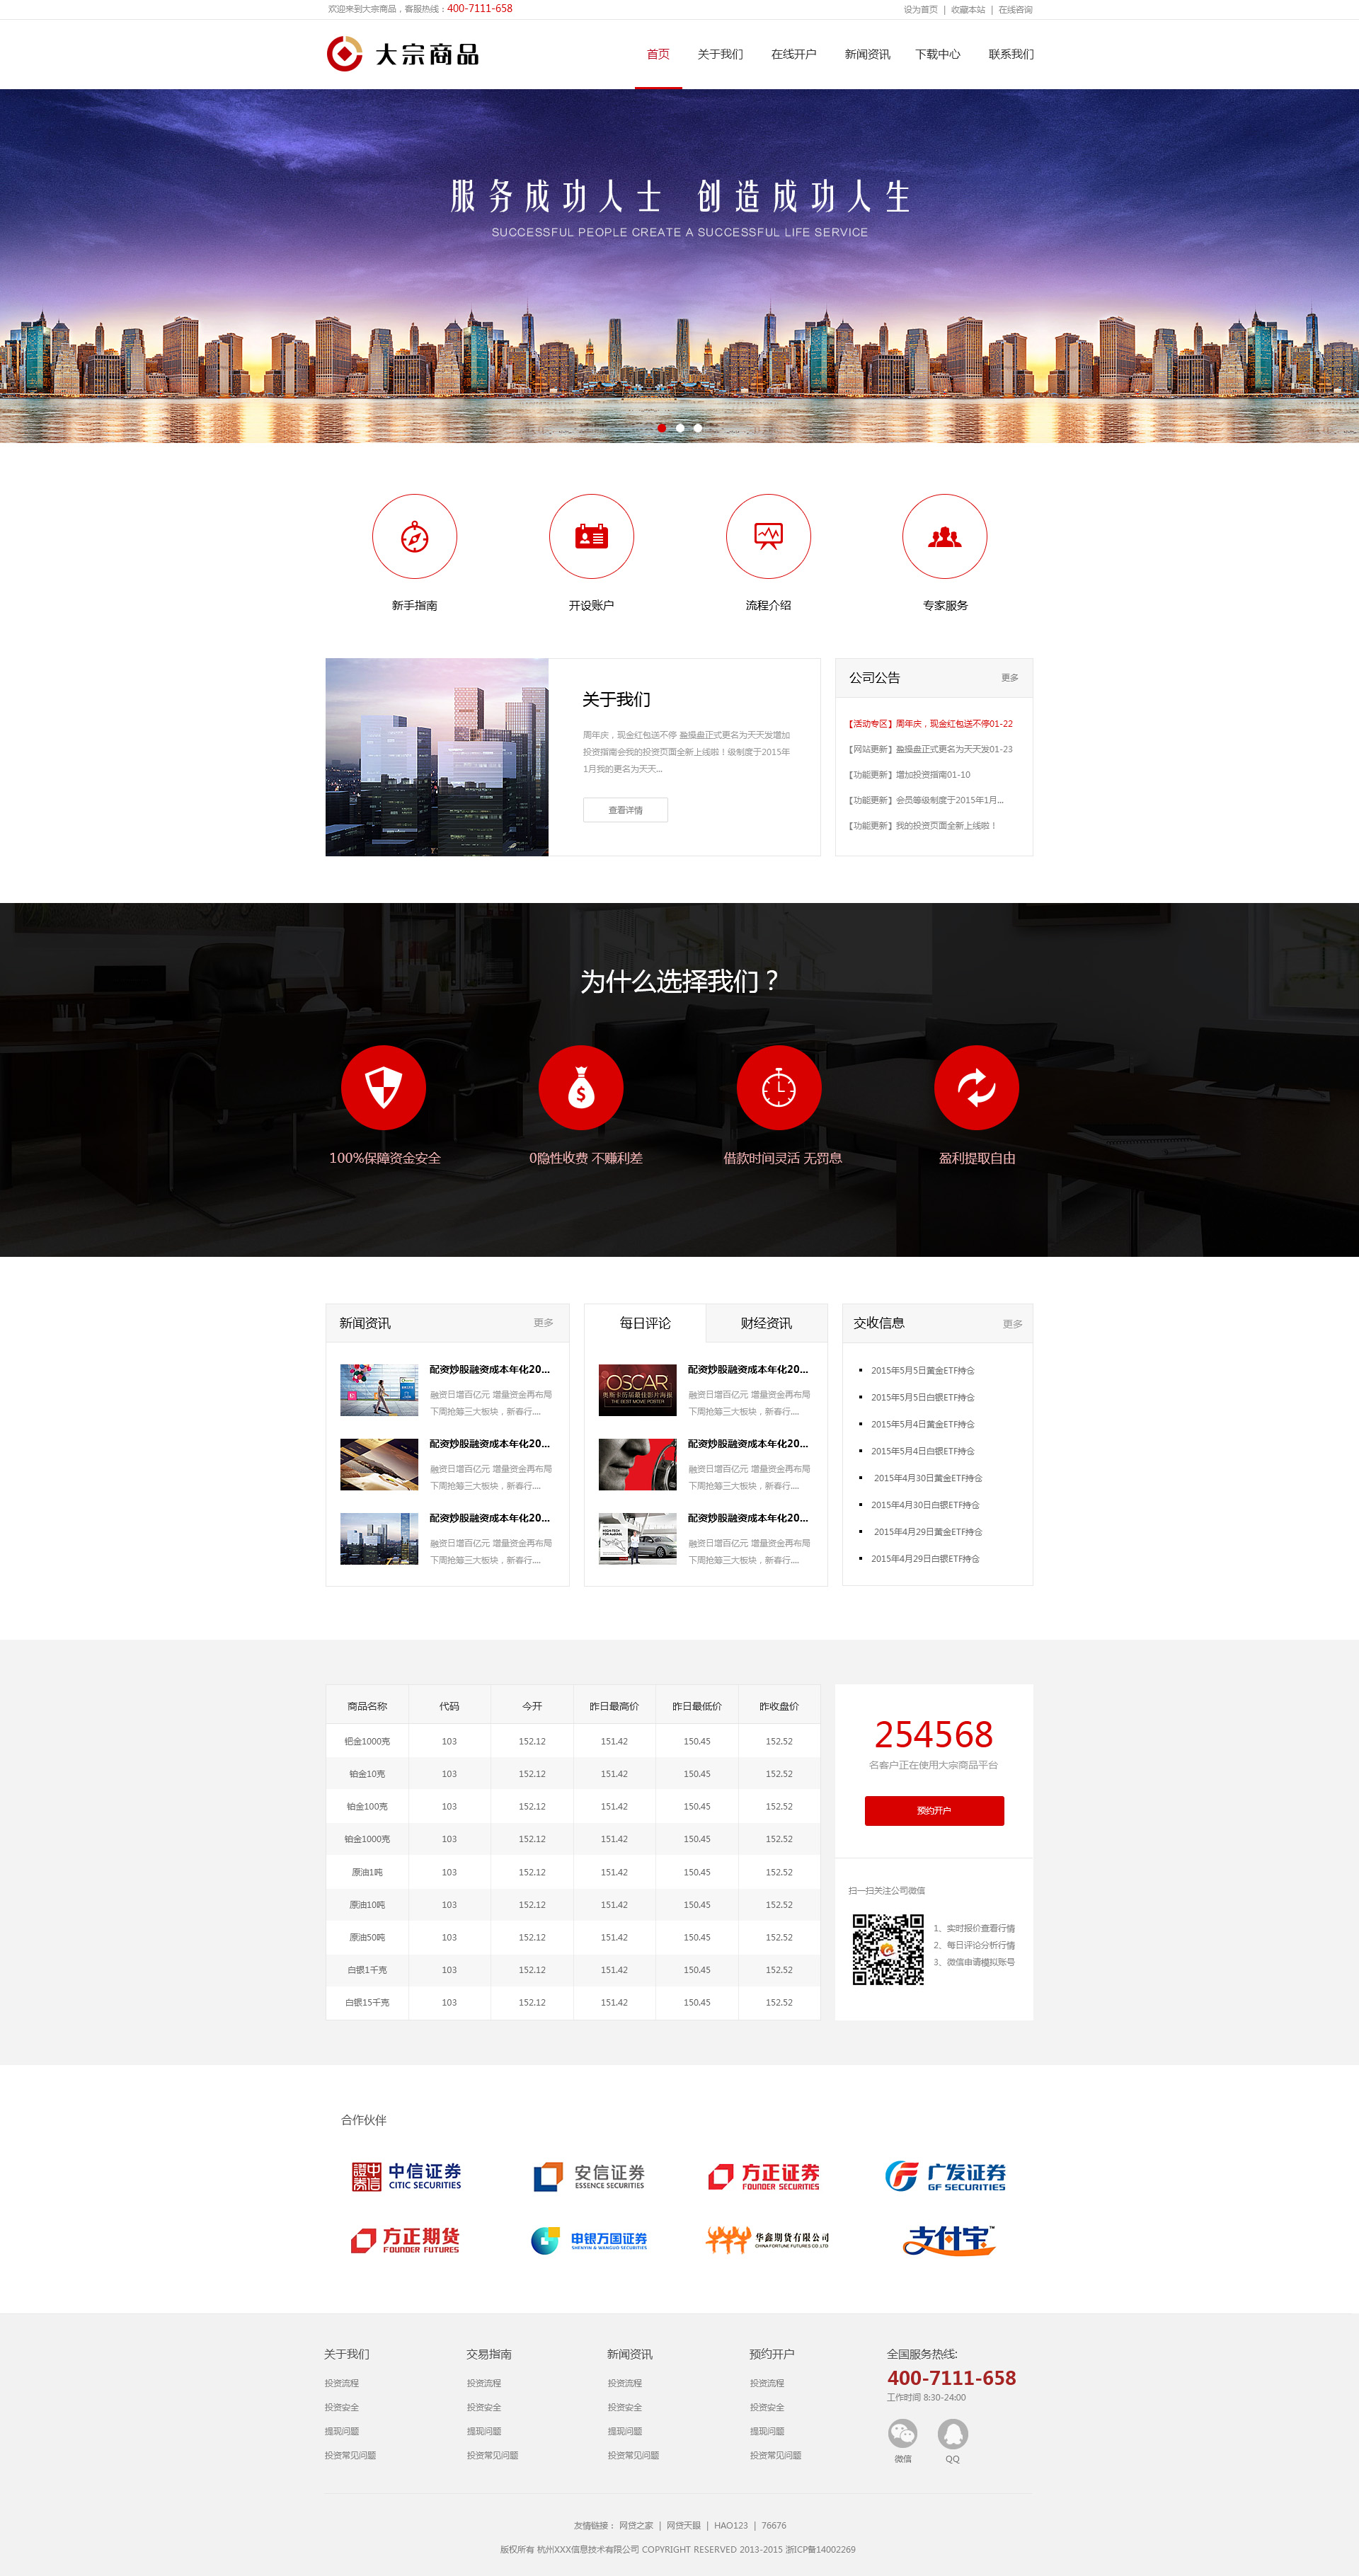 欢迎来到大宗商品，客服热线：400-7111-658
设为首页 | 收藏本站 | 在线咨询
大宗商品
首页 关于我们 在线开户 新闻资讯 下载中心 联系我们
服务成功人士 创造成功人生
SUCCESSFUL PEOPLE CREATE A SUCCESSFUL LIFE SERVICE
新手指南 开设账户 流程介绍 专家服务
关于我们
周年庆，现金红包送不停 盈操盘正式更名为天天发增加
投资指南会我的投资页面全新上线啦！级制度于2015年
1月我的更名为天天...
查看详情
公司公告 更多
【活动专区】周年庆，现金红包送不停01-22
【网站更新】盈操盘正式更名为天天发01-23
【功能更新】增加投资指南01-10
【功能更新】会员等级制度于2015年1月...
【功能更新】我的投资页面全新上线啦！
为什么选择我们？
100%保障资金安全 0隐性收费 不赚利差 借款时间灵活 无罚息 盈利提取自由
新闻资讯 更多
配资炒股融资成本年化20...
融资日增百亿元 增量资金再布局
下周抢筹三大板块，新春行....
配资炒股融资成本年化20...
融资日增百亿元 增量资金再布局
下周抢筹三大板块，新春行....
配资炒股融资成本年化20...
融资日增百亿元 增量资金再布局
下周抢筹三大板块，新春行....
每日评论 财经资讯
OSCAR
奥斯卡历届最佳影片海报
THE BEST MOVIE POSTER
配资炒股融资成本年化20...
融资日增百亿元 增量资金再布局
下周抢筹三大板块，新春行....
配资炒股融资成本年化20...
融资日增百亿元 增量资金再布局
下周抢筹三大板块，新春行....
配资炒股融资成本年化20...
融资日增百亿元 增量资金再布局
下周抢筹三大板块，新春行....
交收信息 更多
2015年5月5日黄金ETF持仓
2015年5月5日白银ETF持仓
2015年5月4日黄金ETF持仓
2015年5月4日白银ETF持仓
2015年4月30日黄金ETF持仓
2015年4月30日白银ETF持仓
2015年4月29日黄金ETF持仓
2015年4月29日白银ETF持仓
商品名称 代码 今开 昨日最高价 昨日最低价 昨收盘价
钯金1000克 103 152.12 151.42 150.45 152.52
铂金10克 103 152.12 151.42 150.45 152.52
铂金100克 103 152.12 151.42 150.45 152.52
铂金1000克 103 152.12 151.42 150.45 152.52
原油1吨 103 152.12 151.42 150.45 152.52
原油10吨 103 152.12 151.42 150.45 152.52
原油50吨 103 152.12 151.42 150.45 152.52
白银1千克 103 152.12 151.42 150.45 152.52
白银15千克 103 152.12 151.42 150.45 152.52
254568
名客户正在使用大宗商品平台
预约开户
扫一扫关注公司微信
1、实时报价查看行情
2、每日评论分析行情
3、微信申请模拟账号
合作伙伴
中信证券
CITIC SECURITIES
安信证券
ESSENCE SECURITIES
方正证券
FOUNDER SECURITIES
广发证券
GF SECURITIES
方正期货
FOUNDER FUTURES
申银万国证券
SHENYIN & WANGUO SECURITIES
华鑫期货有限公司
CHINA FORTUNE FUTURES CO.,LTD
支付宝™
关于我们
投资流程
投资安全
提现问题
投资常见问题
交易指南
投资流程
投资安全
提现问题
投资常见问题
新闻资讯
投资流程
投资安全
提现问题
投资常见问题
预约开户
投资流程
投资安全
提现问题
投资常见问题
全国服务热线:
400-7111-658
工作时间 8:30-24:00
微信 QQ
友情链接： 网贷之家 | 网贷天眼 | HAO123 | 76676
版权所有 杭州XXX信息技术有限公司 COPYRIGHT RESERVED 2013-2015 浙ICP备14002269